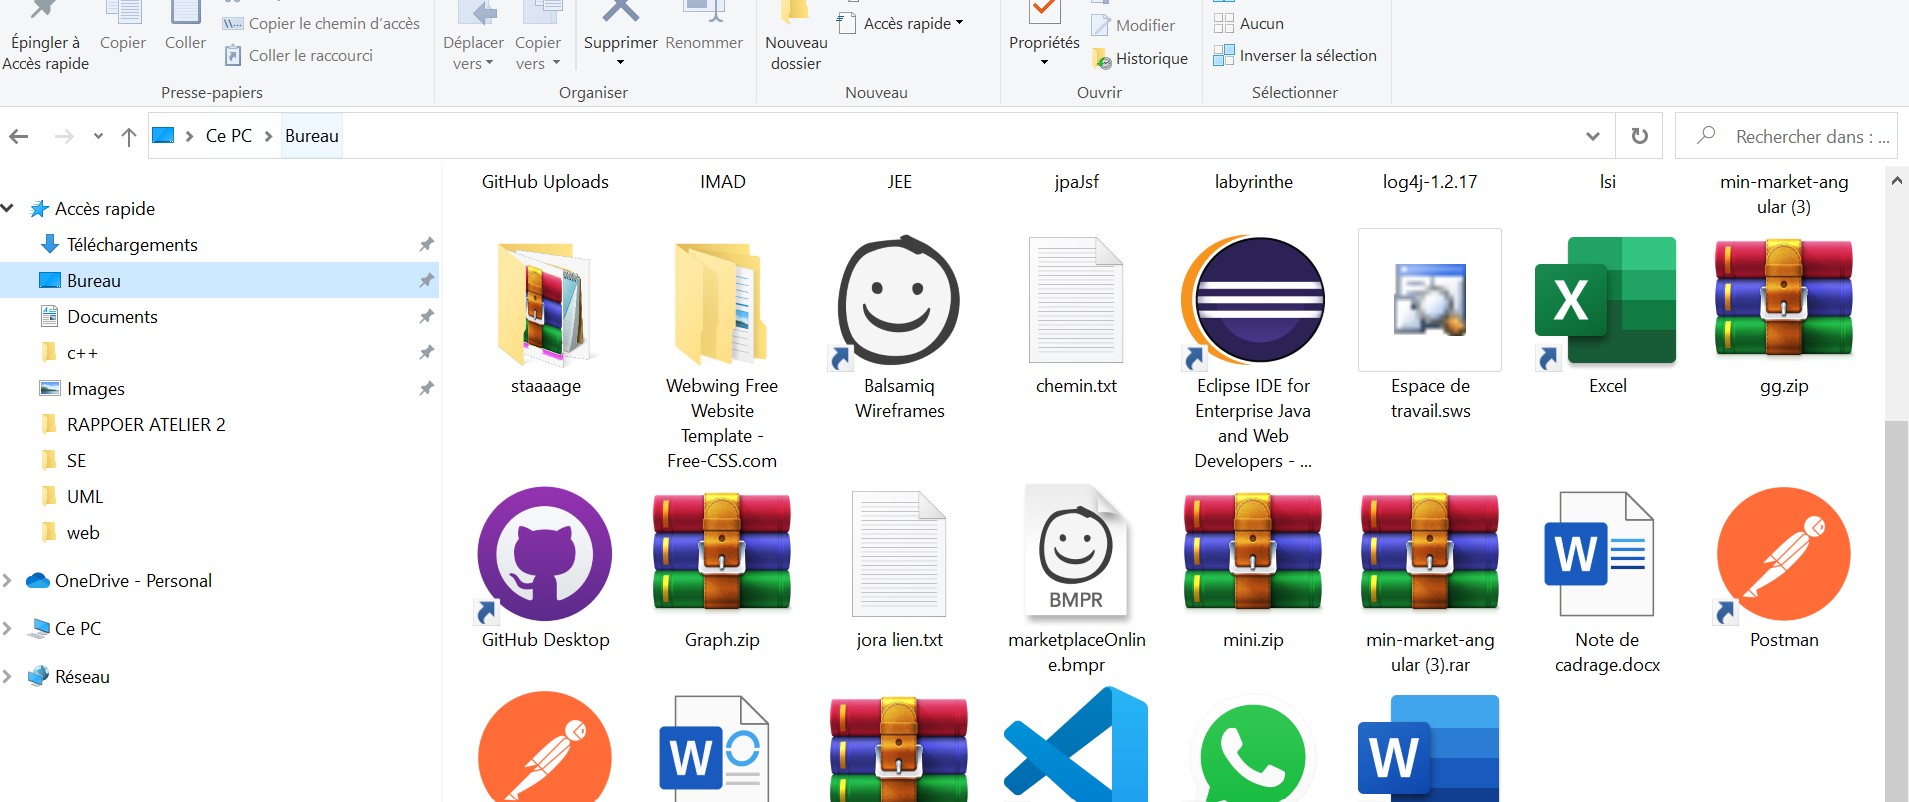 Épingler à
Accès rapide
Copier
Coller
Copier le chemin d'accès
Coller le raccourci
Presse-papiers
Déplacer
vers
Copier
vers
Supprimer
Renommer
Organiser
Nouveau
dossier
Accès rapide
Nouveau
Propriétés
Modifier
Historique
Ouvrir
Aucun
Inverser la sélection
Sélectionner
Ce PC
Bureau
Rechercher dans : ...
Accès rapide
Téléchargements
Bureau
Documents
c++
Images
RAPPOER ATELIER 2
SE
UML
web
OneDrive - Personal
Ce PC
Réseau
GitHub Uploads
IMAD
JEE
jpaJsf
labyrinthe
log4j-1.2.17
lsi
min-market-ang
ular (3)
staaaage
Webwing Free
Website
Template -
Free-CSS.com
Balsamiq
Wireframes
chemin.txt
Eclipse IDE for
Enterprise Java
and Web
Developers - ...
Espace de
travail.sws
X
Excel
gg.zip
GitHub Desktop
Graph.zip
jora lien.txt
BMPR
marketplaceOnlin
e.bmpr
mini.zip
min-market-ang
ular (3).rar
W
Note de
cadrage.docx
Postman
W
W